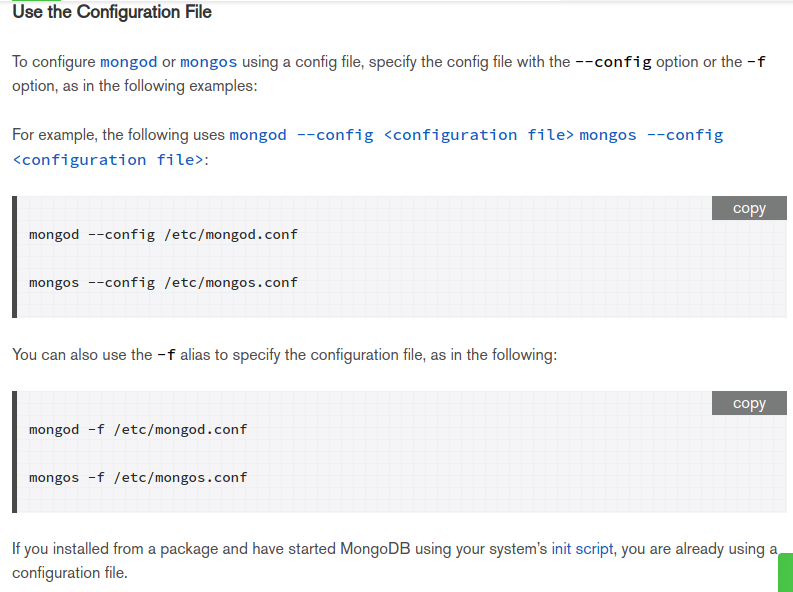 Use the Configuration File
To configure mongod or mongos using a config file, specify the config file with the --config option or the -f
option, as in the following examples:
For example, the following uses mongod --config <configuration file> mongos --config
<configuration file>:
copy
mongod --config /etc/mongod.conf
mongos --config /etc/mongos.conf
You can also use the -f alias to specify the configuration file, as in the following:
copy
mongod -f /etc/mongod.conf
mongos -f /etc/mongos.conf
If you installed from a package and have started MongoDB using your system’s init script, you are already using a
configuration file.